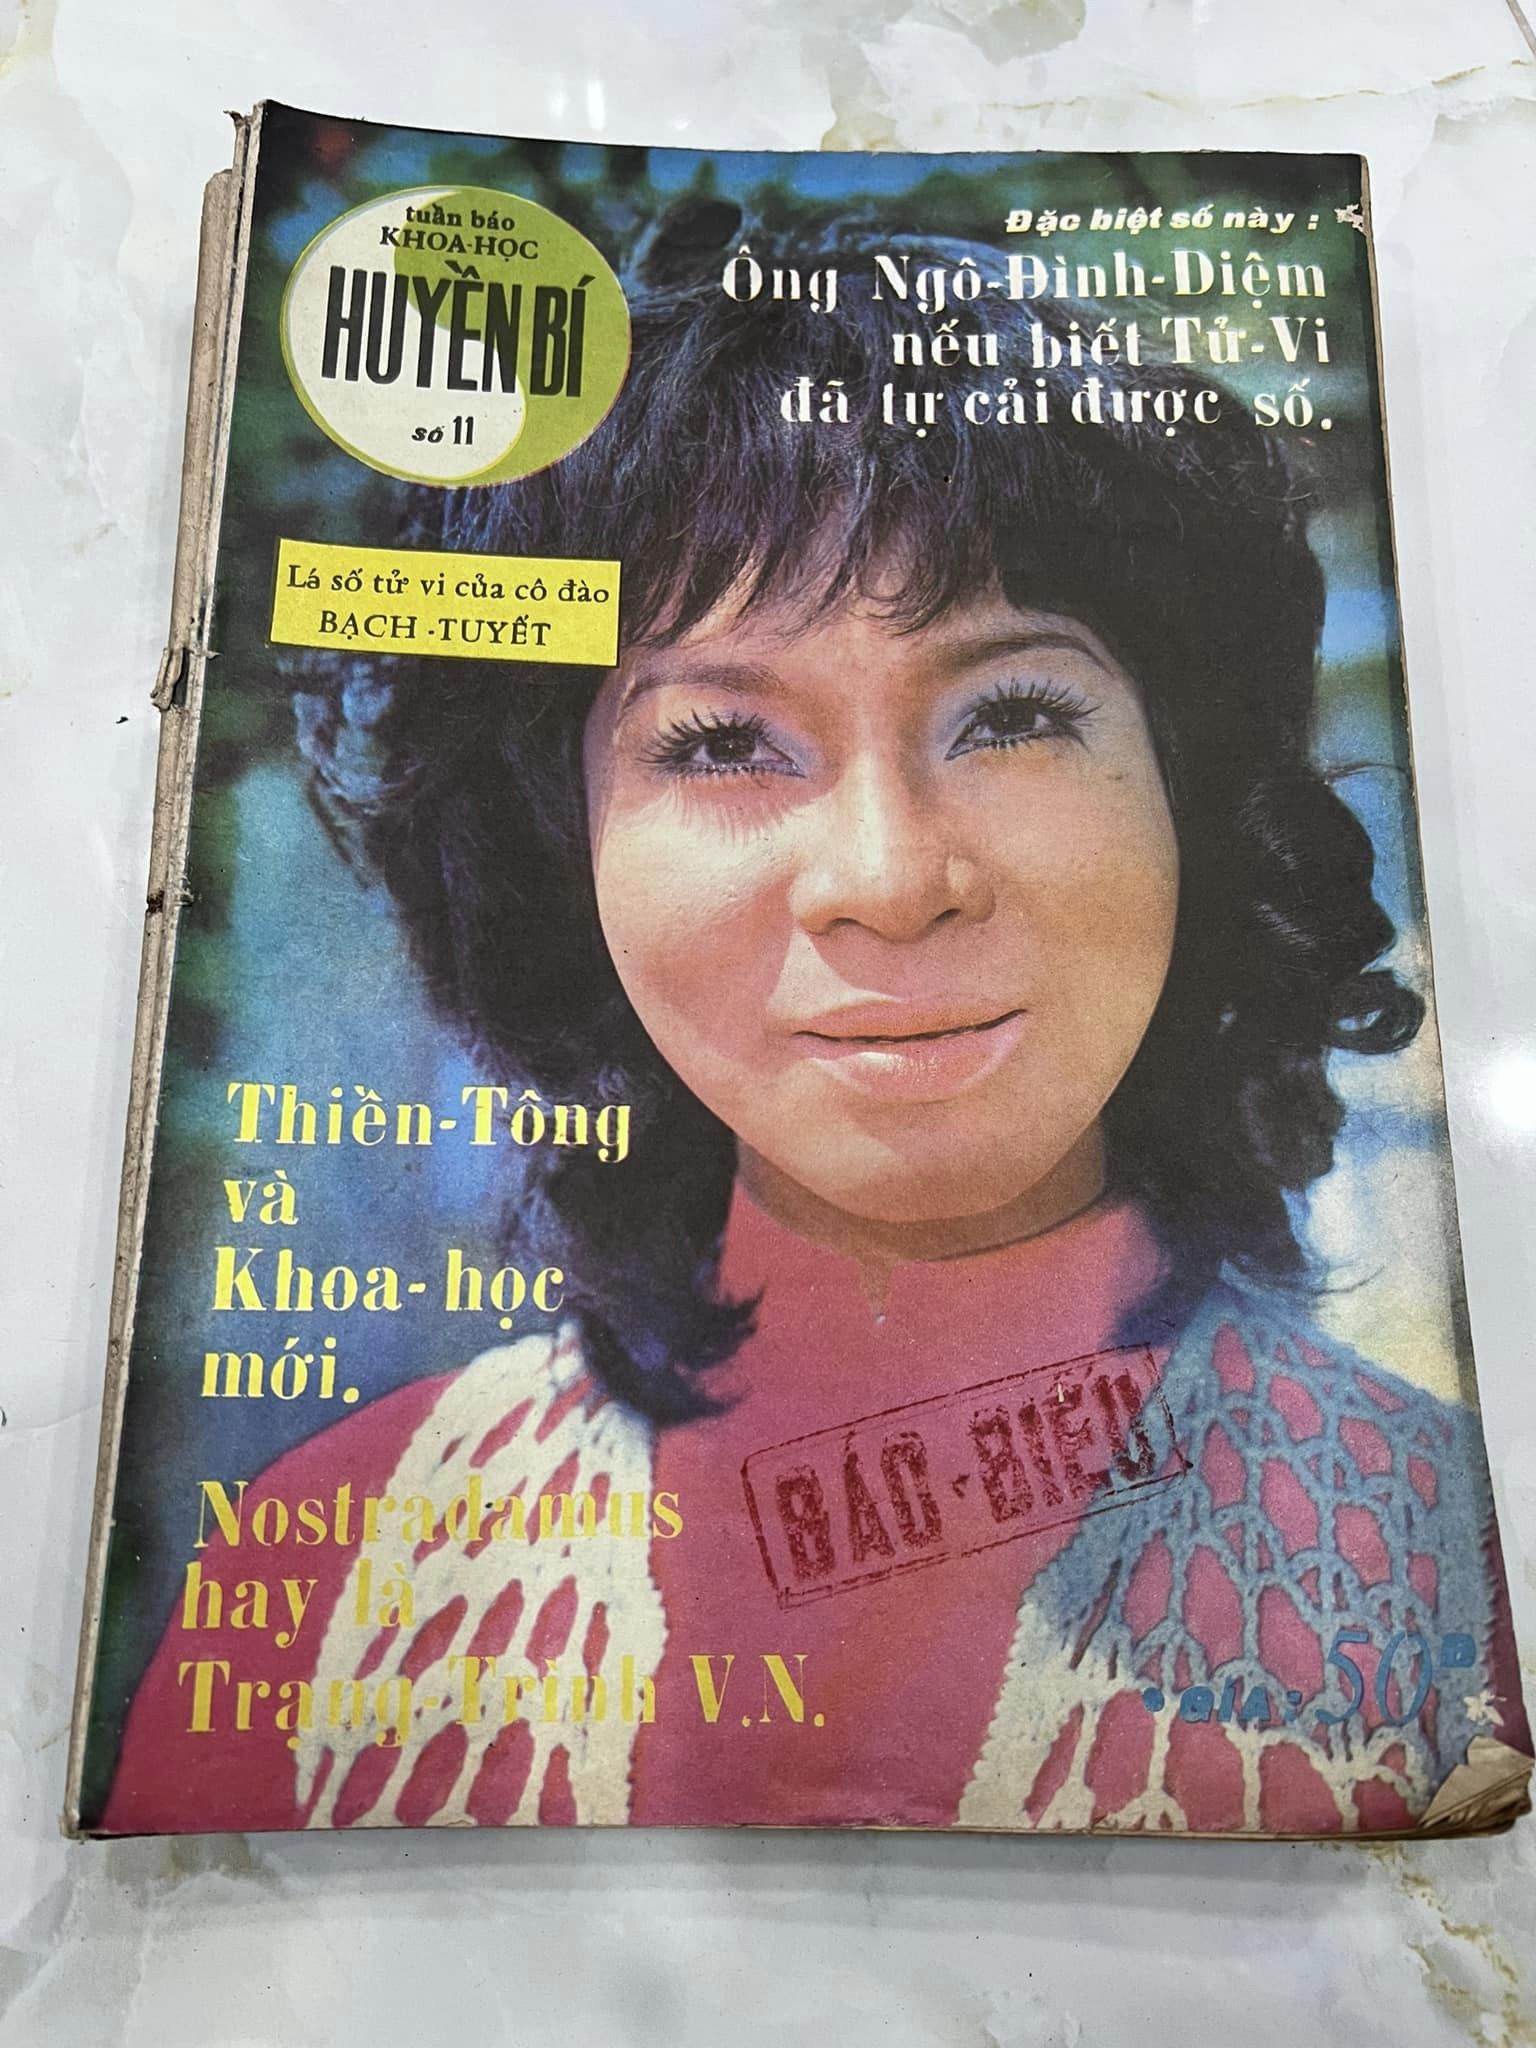 tuần báo
KHOA-HỌC
HUYỀN BÍ
số 11
Đặc biệt số này :
Ông Ngô-Đình-Diệm
nếu biết Tử-Vi
đã tự cải được số.
Lá số tử vi của cô đào
BẠCH-TUYẾT
Thiền-Tông
và
Khoa-học
mới.
Nostradamus
hay là
Trạng-Trình V.N.
BÁO-BIẾU
• GIÁ : 50Đ